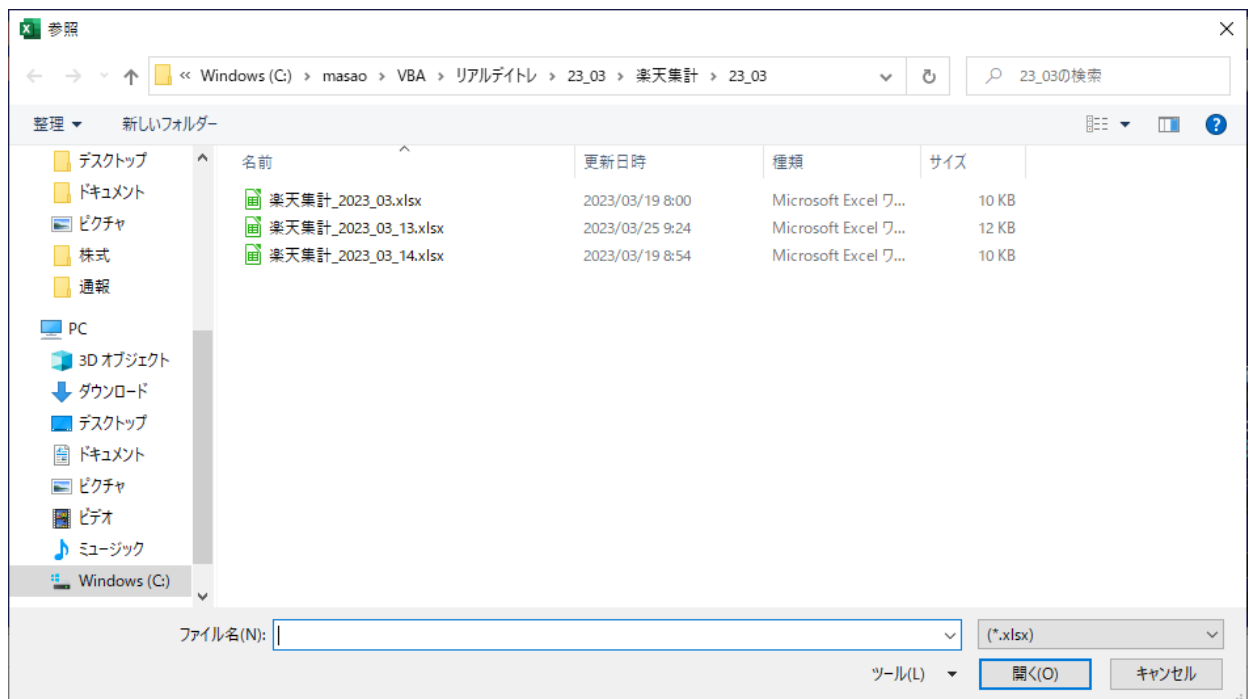 参照
« Windows (C:) › masao › VBA › リアルデイトレ › 23_03 › 楽天集計 › 23_03
23_03の検索
整理 新しいフォルダー
デスクトップ
ドキュメント
ピクチャ
株式
通報
PC
3D オブジェクト
ダウンロード
デスクトップ
ドキュメント
ピクチャ
ビデオ
ミュージック
Windows (C:)
名前 更新日時 種類 サイズ
楽天集計_2023_03.xlsx 2023/03/19 8:00 Microsoft Excel ワ... 10 KB
楽天集計_2023_03_13.xlsx 2023/03/25 9:24 Microsoft Excel ワ... 12 KB
楽天集計_2023_03_14.xlsx 2023/03/19 8:54 Microsoft Excel ワ... 10 KB
ファイル名(N):
(*.xlsx)
ツール(L) 開く(O) キャンセル